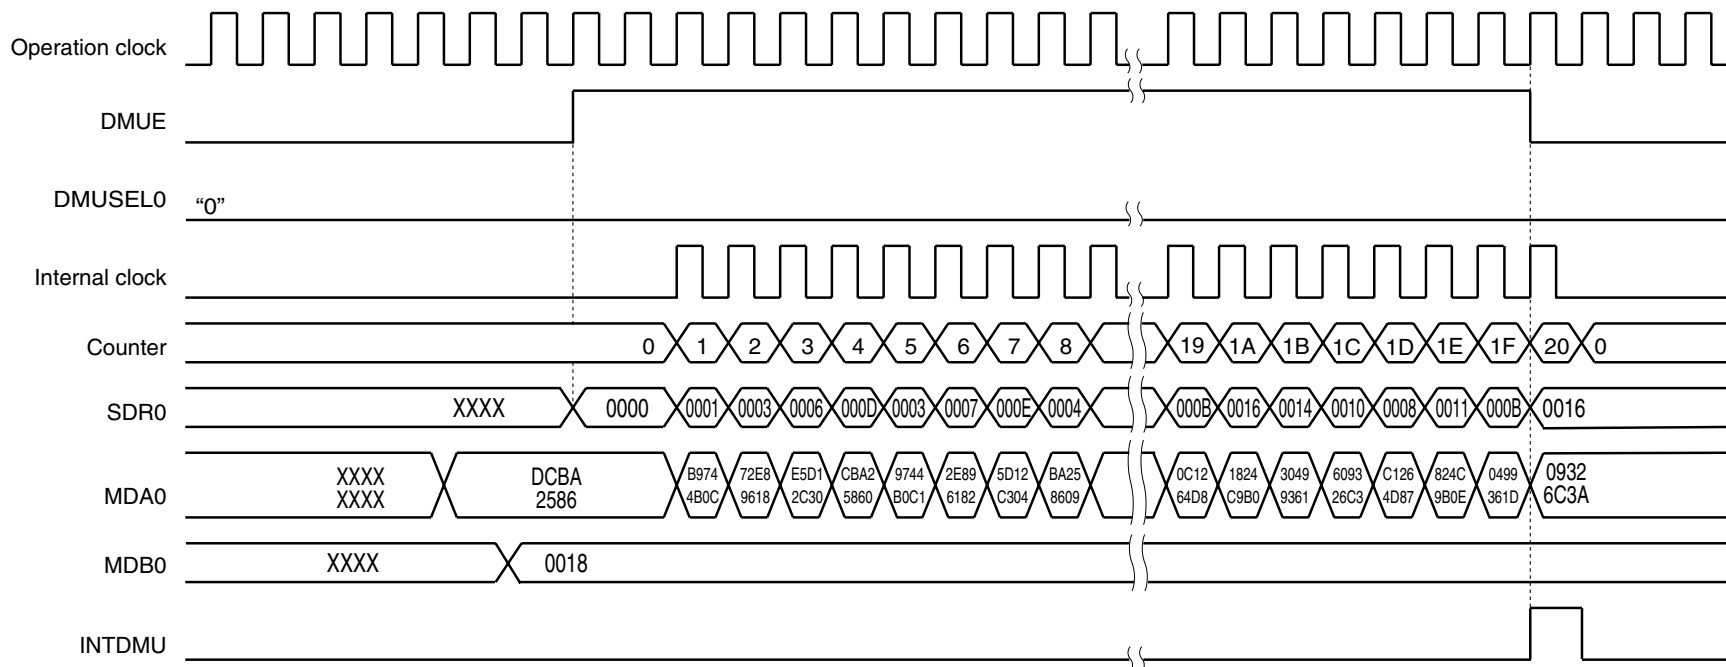 Operation clock
DMUE
DMUSEL0 “0”
Internal clock
Counter 0 1 2 3 4 5 6 7 8 19 1A 1B 1C 1D 1E 1F 20 0
SDR0 XXXX 0000 0001 0003 0006 000D 0003 0007 000E 0004 000B 0016 0014 0010 0008 0011 000B 0016
XXXX DCBA B974 72E8 E5D1 CBA2 9744 2E89 5D12 BA25 0C12 1824 3049 6093 C126 824C 0499 0932
MDA0
XXXX 2586 4B0C 9618 2C30 5860 B0C1 6182 C304 8609 64D8 C9B0 9361 26C3 4D87 9B0E 361D 6C3A
MDB0 XXXX 0018
INTDMU